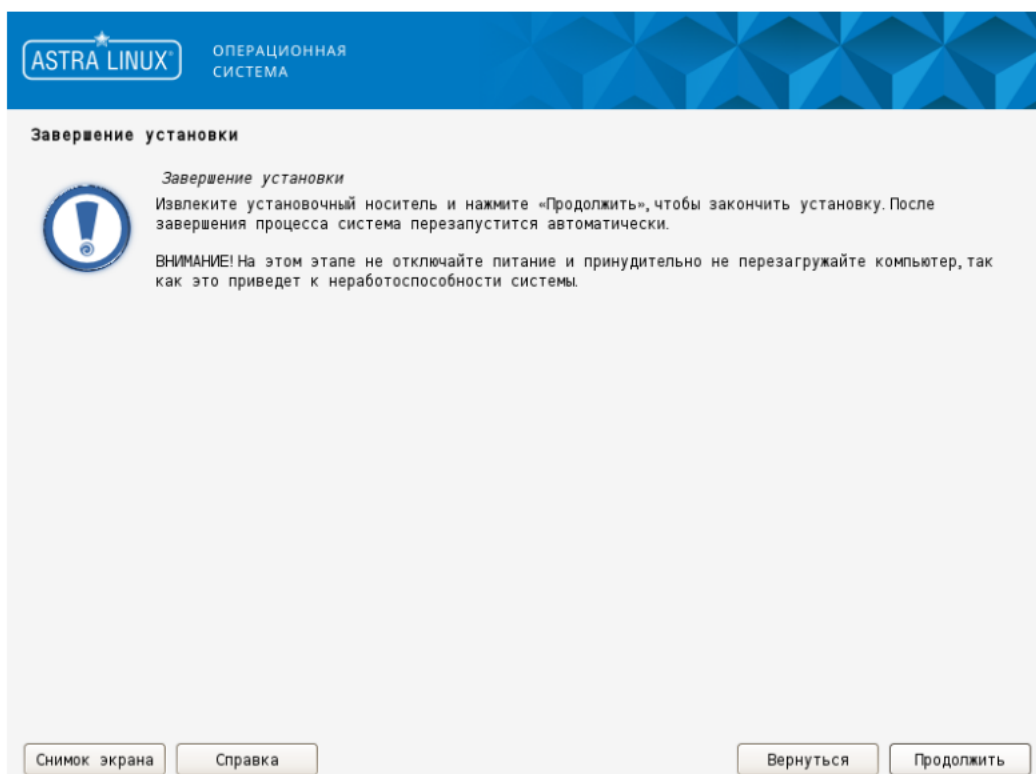 ASTRA LINUX®
ОПЕРАЦИОННАЯ
СИСТЕМА
Завершение установки
Завершение установки
Извлеките установочный носитель и нажмите «Продолжить», чтобы закончить установку. После
завершения процесса система перезапустится автоматически.
ВНИМАНИЕ! На этом этапе не отключайте питание и принудительно не перезагружайте компьютер, так
как это приведет к неработоспособности системы.
Снимок экрана
Справка
Вернуться
Продолжить